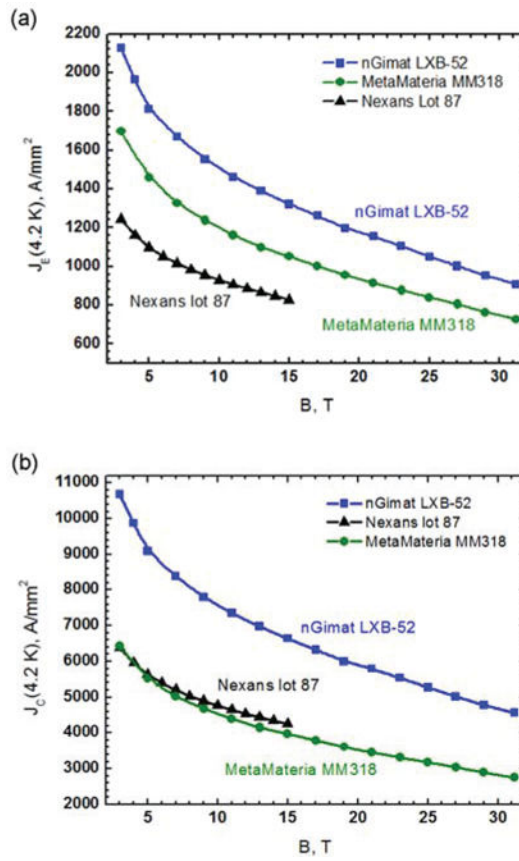 (a)
2200
2000
1800
1600
1400
1200
1000
800
600
J_E(4.2 K), A/mm²
nGimat LXB-52
MetaMateria MM318
Nexans Lot 87
nGimat LXB-52
Nexans lot 87
MetaMateria MM318
5 10 15 20 25 30
B, T
(b)
11000
10000
9000
8000
7000
6000
5000
4000
3000
2000
J_C(4.2 K), A/mm²
nGimat LXB-52
Nexans lot 87
MetaMateria MM318
nGimat LXB-52
Nexans lot 87
MetaMateria MM318
5 10 15 20 25 30
B, T